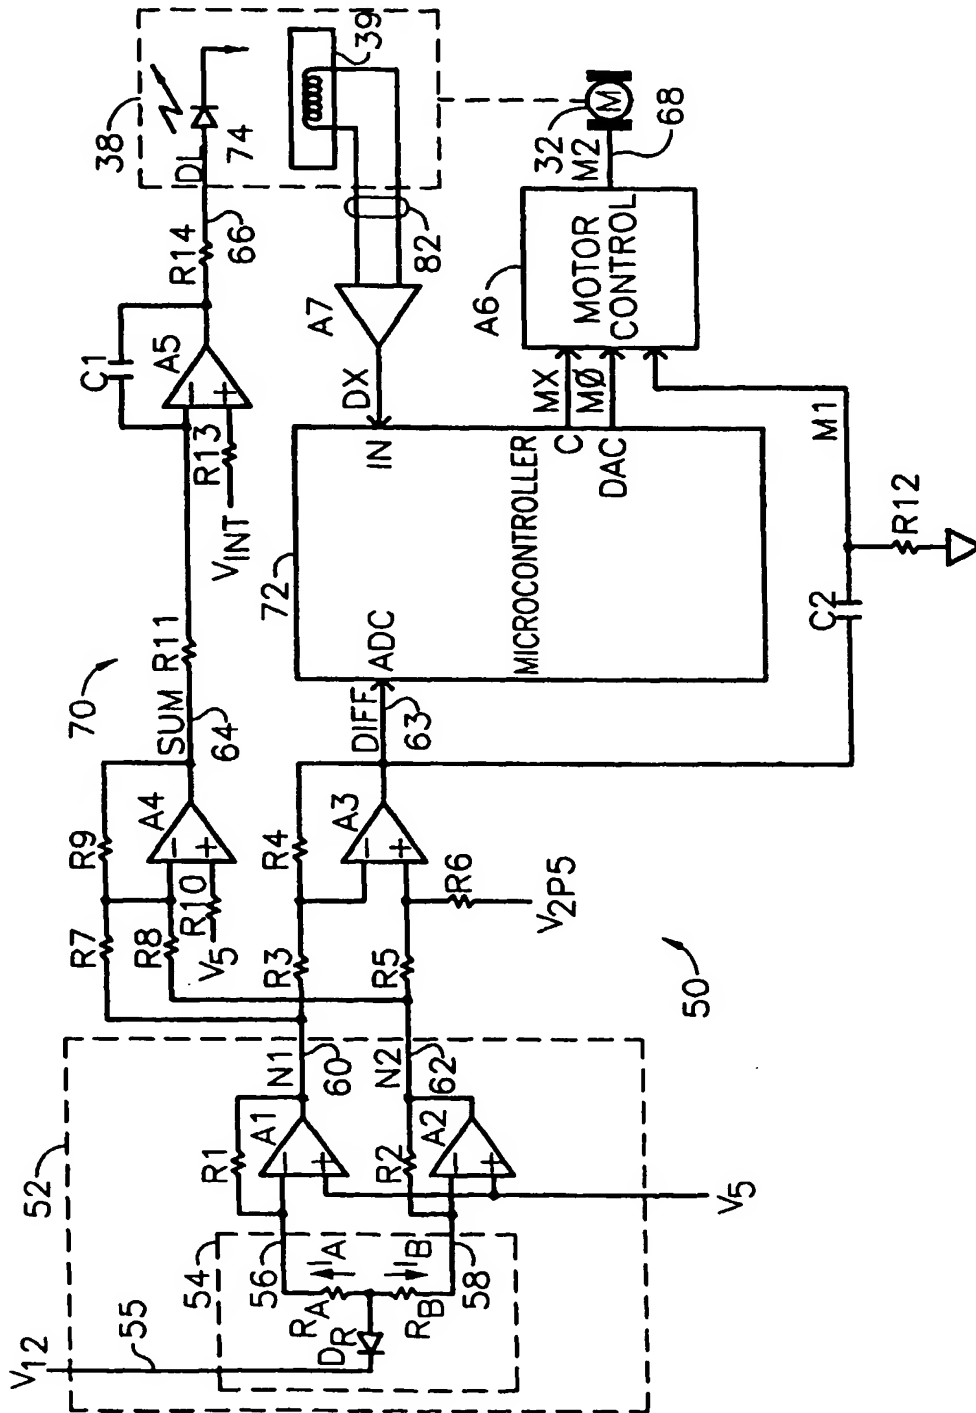 38
74
DL
39
R14
66
82
C1
A5
R13
VINT
A7
DX
32
M2
M
68
A6
MOTOR
CONTROL
MX
MØ
IN
C
DAC
72
MICROCONTROLLER
ADC
M1
R12
C2
70
SUM
R11
64
DIFF
63
R9
A4
R7
R8
R10
V5
R4
A3
R3
R5
R6
V2P5
50
52
N1
60
A1
R1
N2
62
A2
R2
V5
54
56
IA
IB
58
RA
RB
DR
55
V12